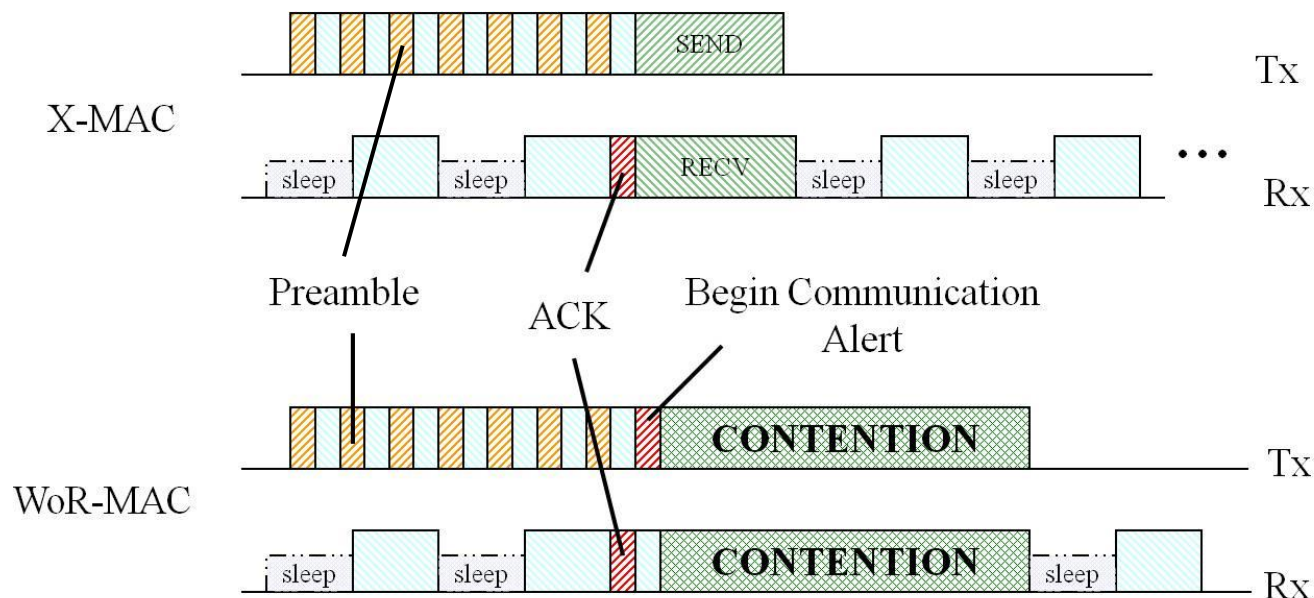 SEND
Tx
X-MAC
sleep
sleep
RECV
sleep
sleep
...
Rx
Preamble
ACK
Begin Communication
Alert
CONTENTION
Tx
WoR-MAC
sleep
sleep
CONTENTION
sleep
Rx